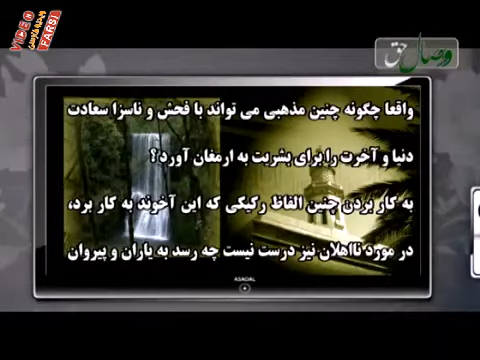 VIDEO FARSI
ویدیو فارسی
وصال حق
واقعا چگونه چنین مذهبی می تواند با فحش و ناسزا سعادت
دنیا و آخرت را برای بشریت به ارمغان آورد؟
به کار بردن چنین الفاظ رکیکی که این آخوند به کار برد،
در مورد نااهلان نیز درست نیست چه رسد به یاران و پیروان
ASADAL